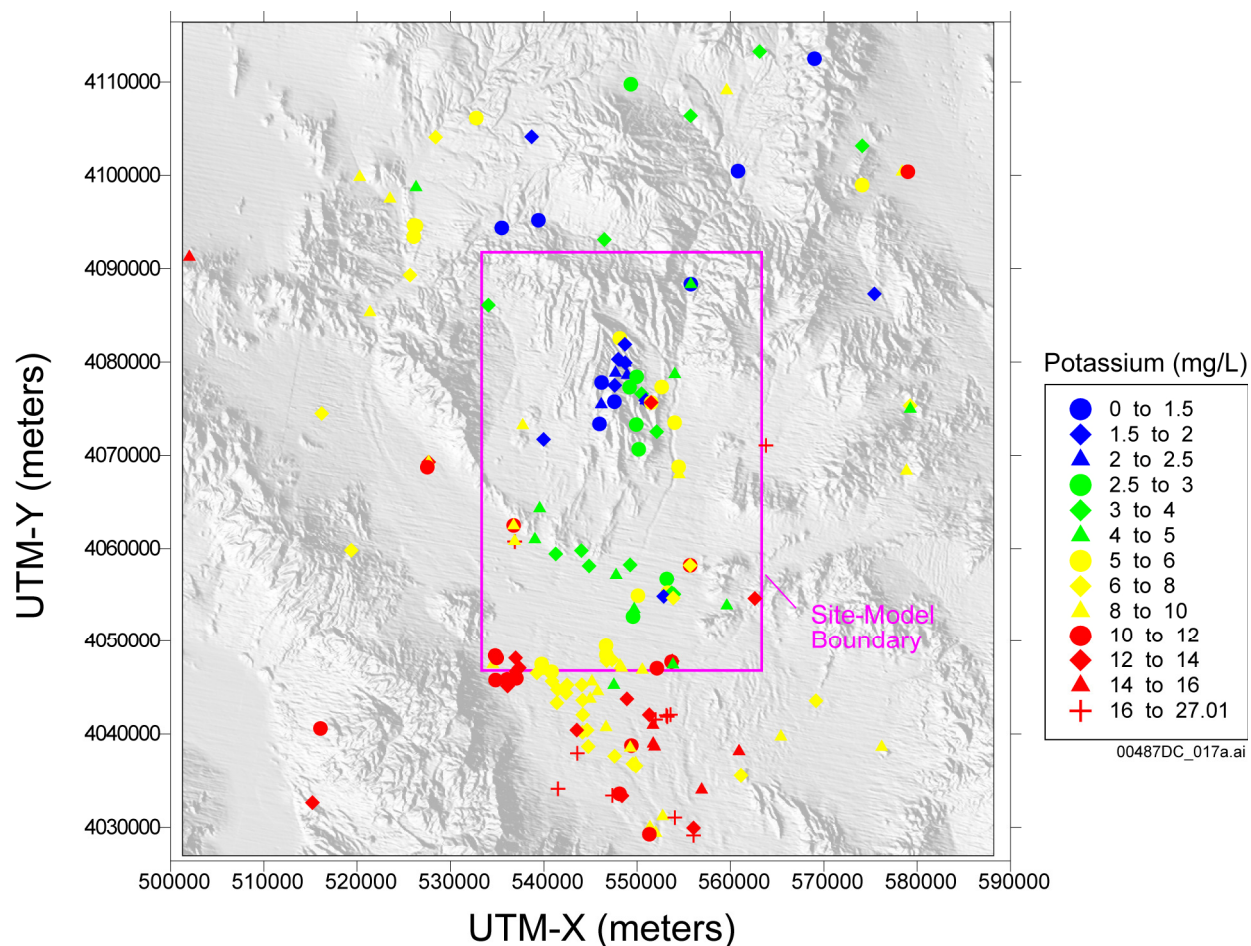 4110000
4100000
4090000
4080000
4070000
4060000
4050000
4040000
4030000
UTM-Y (meters)
500000 510000 520000 530000 540000 550000 560000 570000 580000 590000
UTM-X (meters)
Site-Model
Boundary
Potassium (mg/L)
0 to 1.5
1.5 to 2
2 to 2.5
2.5 to 3
3 to 4
4 to 5
5 to 6
6 to 8
8 to 10
10 to 12
12 to 14
14 to 16
16 to 27.01
00487DC_017a.ai